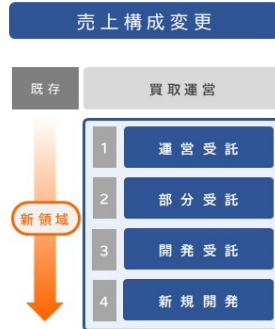 売上構成変更
既存 買取運営
1 運営受託
2 部分受託
新領域
3 開発受託
4 新規開発